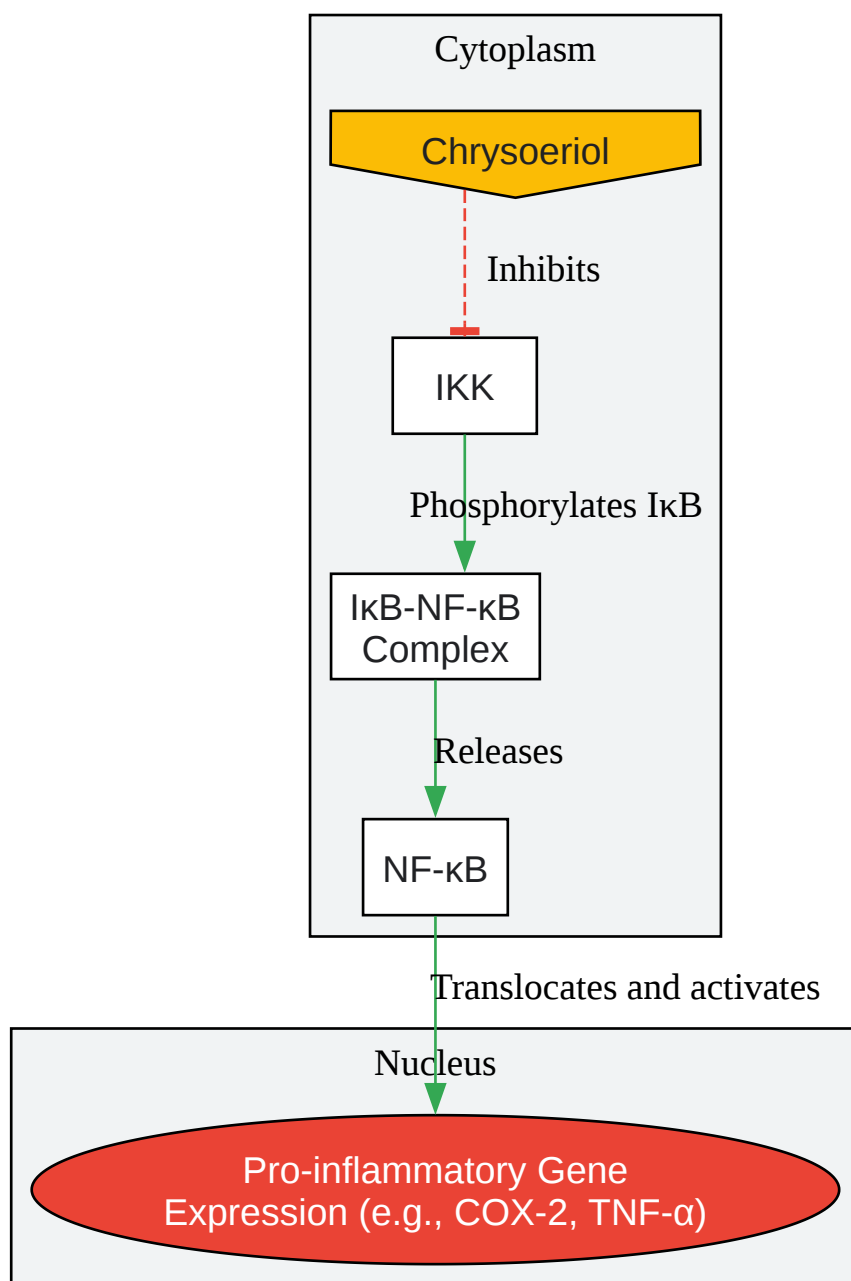 Cytoplasm
Chrysoeriol
Inhibits
IKK
Phosphorylates IκB
IκB-NF-κB
Complex
Releases
NF-κB
Translocates and activates
Nucleus
Pro-inflammatory Gene
Expression (e.g., COX-2, TNF-α)